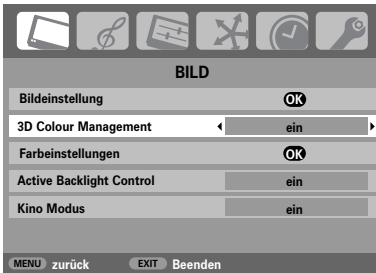 BILD
Bildeinstellung OK
3D Colour Management ein
Farbeinstellungen OK
Active Backlight Control ein
Kino Modus ein
MENU zurück EXIT Beenden